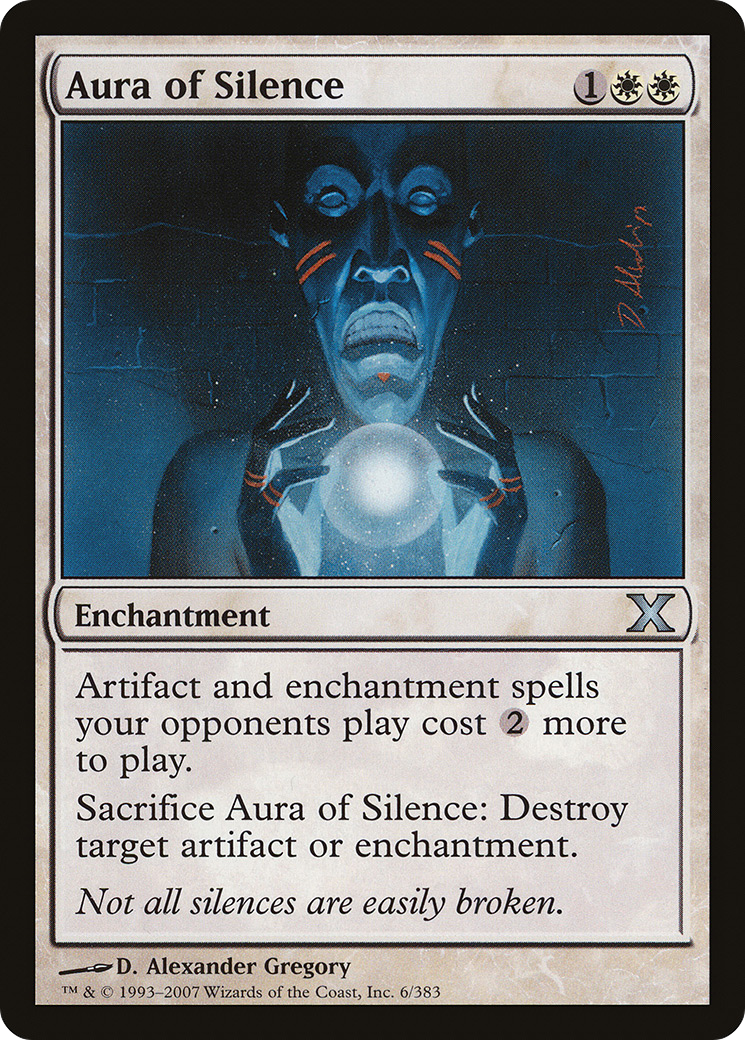 Aura of Silence 1
Enchantment X
Artifact and enchantment spells
your opponents play cost 2 more
to play.
Sacrifice Aura of Silence: Destroy
target artifact or enchantment.
Not all silences are easily broken.
D. Alexander Gregory
™ & © 1993–2007 Wizards of the Coast, Inc. 6/383